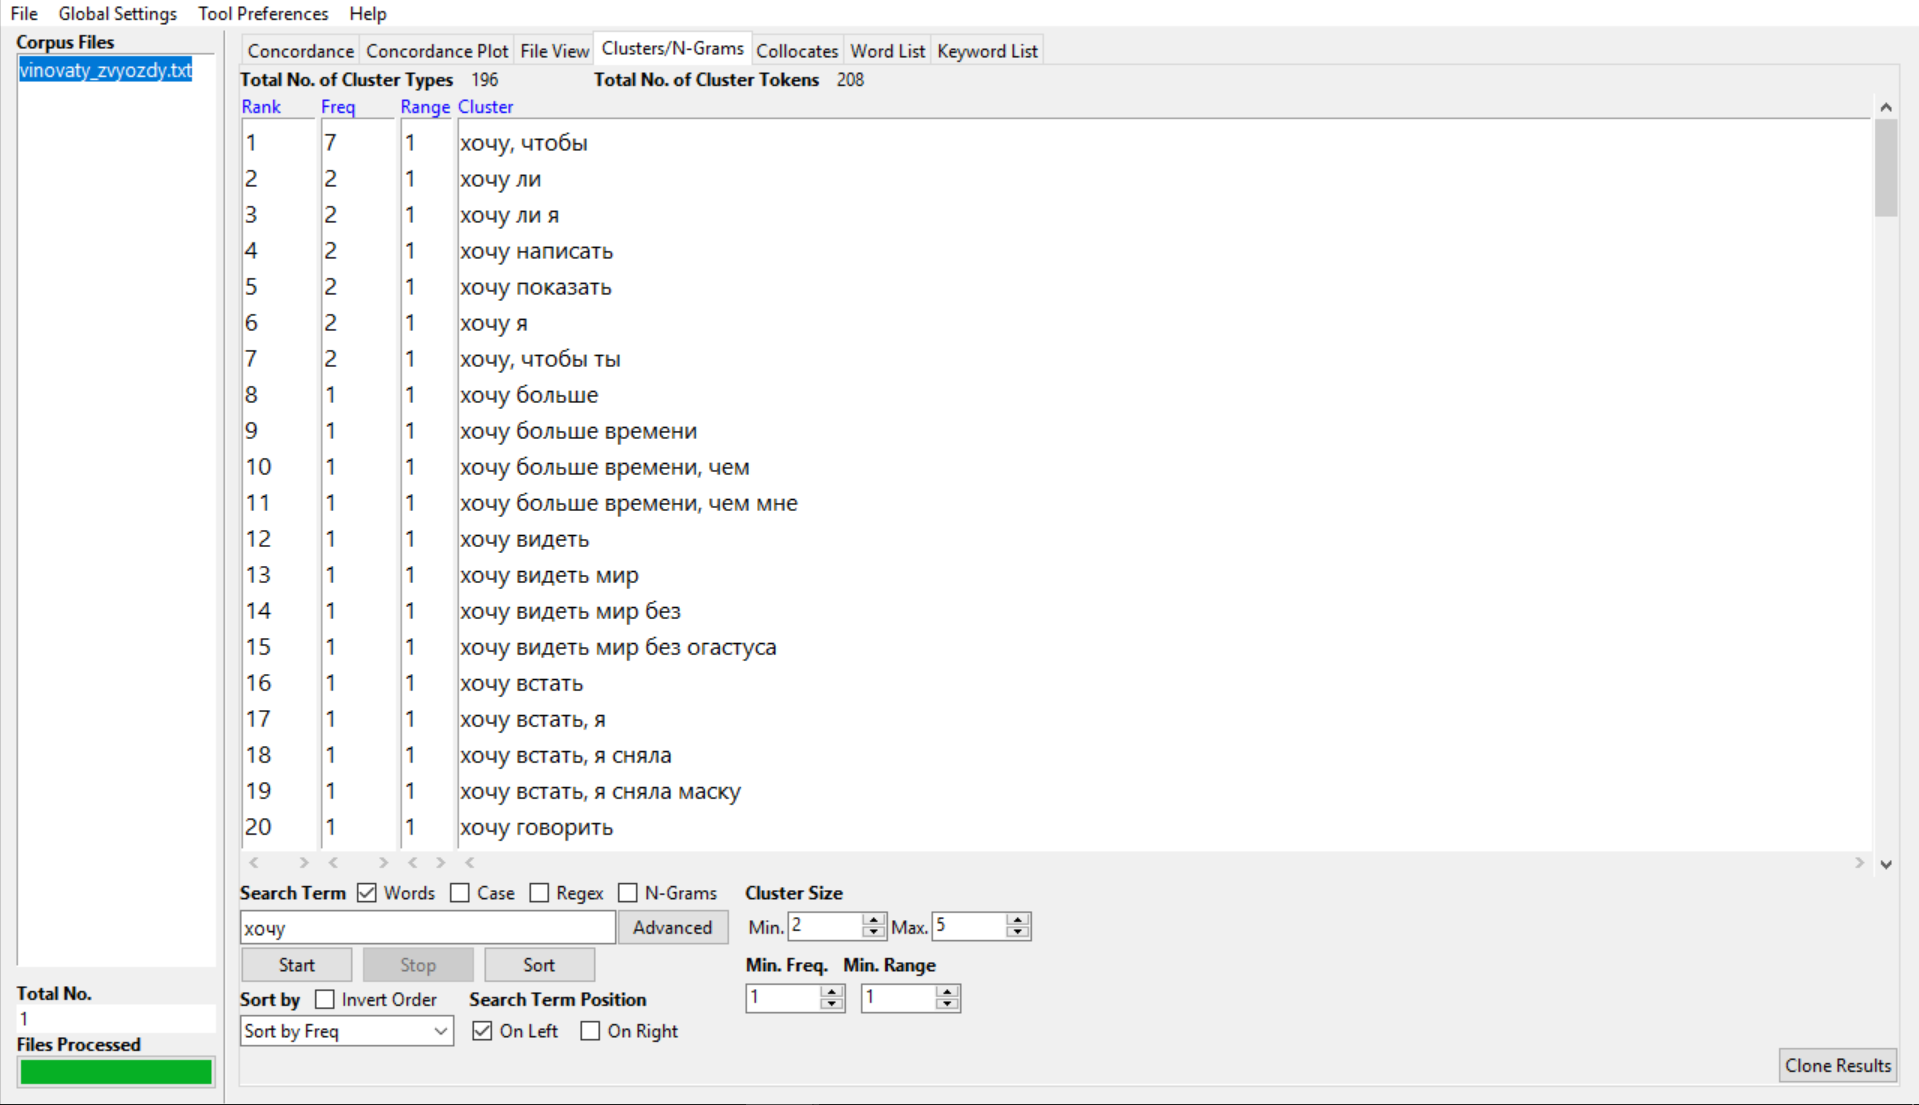 File Global Settings Tool Preferences Help
Corpus Files
vinovaty_zvyozdy.txt
Concordance Concordance Plot File View Clusters/N-Grams Collocates Word List Keyword List
Total No. of Cluster Types 196 Total No. of Cluster Tokens 208
Rank Freq Range Cluster
1 7 1 хочу, чтобы
2 2 1 хочу ли
3 2 1 хочу ли я
4 2 1 хочу написать
5 2 1 хочу показать
6 2 1 хочу я
7 2 1 хочу, чтобы ты
8 1 1 хочу больше
9 1 1 хочу больше времени
10 1 1 хочу больше времени, чем
11 1 1 хочу больше времени, чем мне
12 1 1 хочу видеть
13 1 1 хочу видеть мир
14 1 1 хочу видеть мир без
15 1 1 хочу видеть мир без огастуса
16 1 1 хочу встать
17 1 1 хочу встать, я
18 1 1 хочу встать, я сняла
19 1 1 хочу встать, я сняла маску
20 1 1 хочу говорить
Search Term Words Case Regex N-Grams Cluster Size
хочу Advanced Min. 2 Max. 5
Start Stop Sort Min. Freq. Min. Range
Total No.
1
Sort by Invert Order Search Term Position 1 1
Sort by Freq On Left On Right
Files Processed
Clone Results